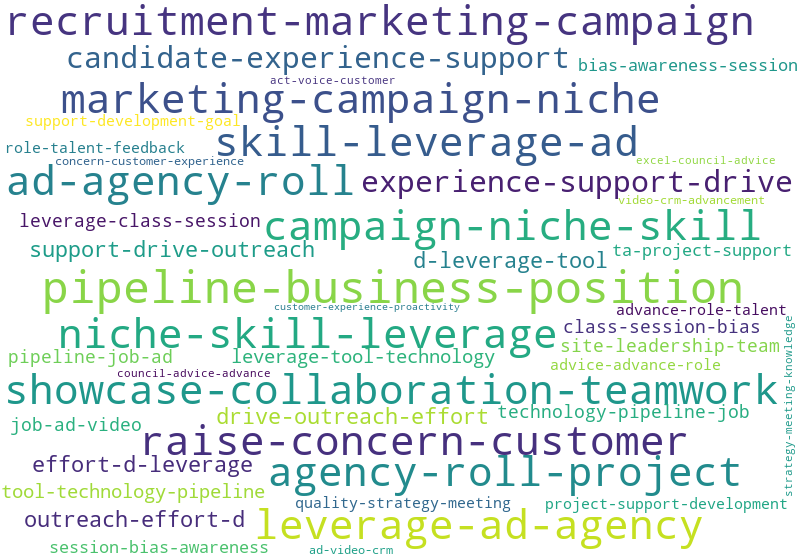 recruitment-marketing-campaign
candidate-experience-support
bias-awareness-session
act-voice-customer
marketing-campaign-niche
support-development-goal
skill-leverage-ad
role-talent-feedback
concern-customer-experience
excel-council-advice
ad-agency-roll
experience-support-drive
video-crm-advancement
leverage-class-session
campaign-niche-skill
support-drive-outreach
ta-project-support
d-leverage-tool
pipeline-business-position
customer-experience-proactivity
advance-role-talent
niche-skill-leverage
class-session-bias
site-leadership-team
pipeline-job-ad
leverage-tool-technology
advice-advance-role
council-advice-advance
showcase-collaboration-teamwork
strategy-meeting-knowledge
drive-outreach-effort
technology-pipeline-job
job-ad-video
raise-concern-customer
effort-d-leverage
agency-roll-project
tool-technology-pipeline
quality-strategy-meeting
project-support-development
outreach-effort-d
leverage-ad-agency
session-bias-awareness
ad-video-crm